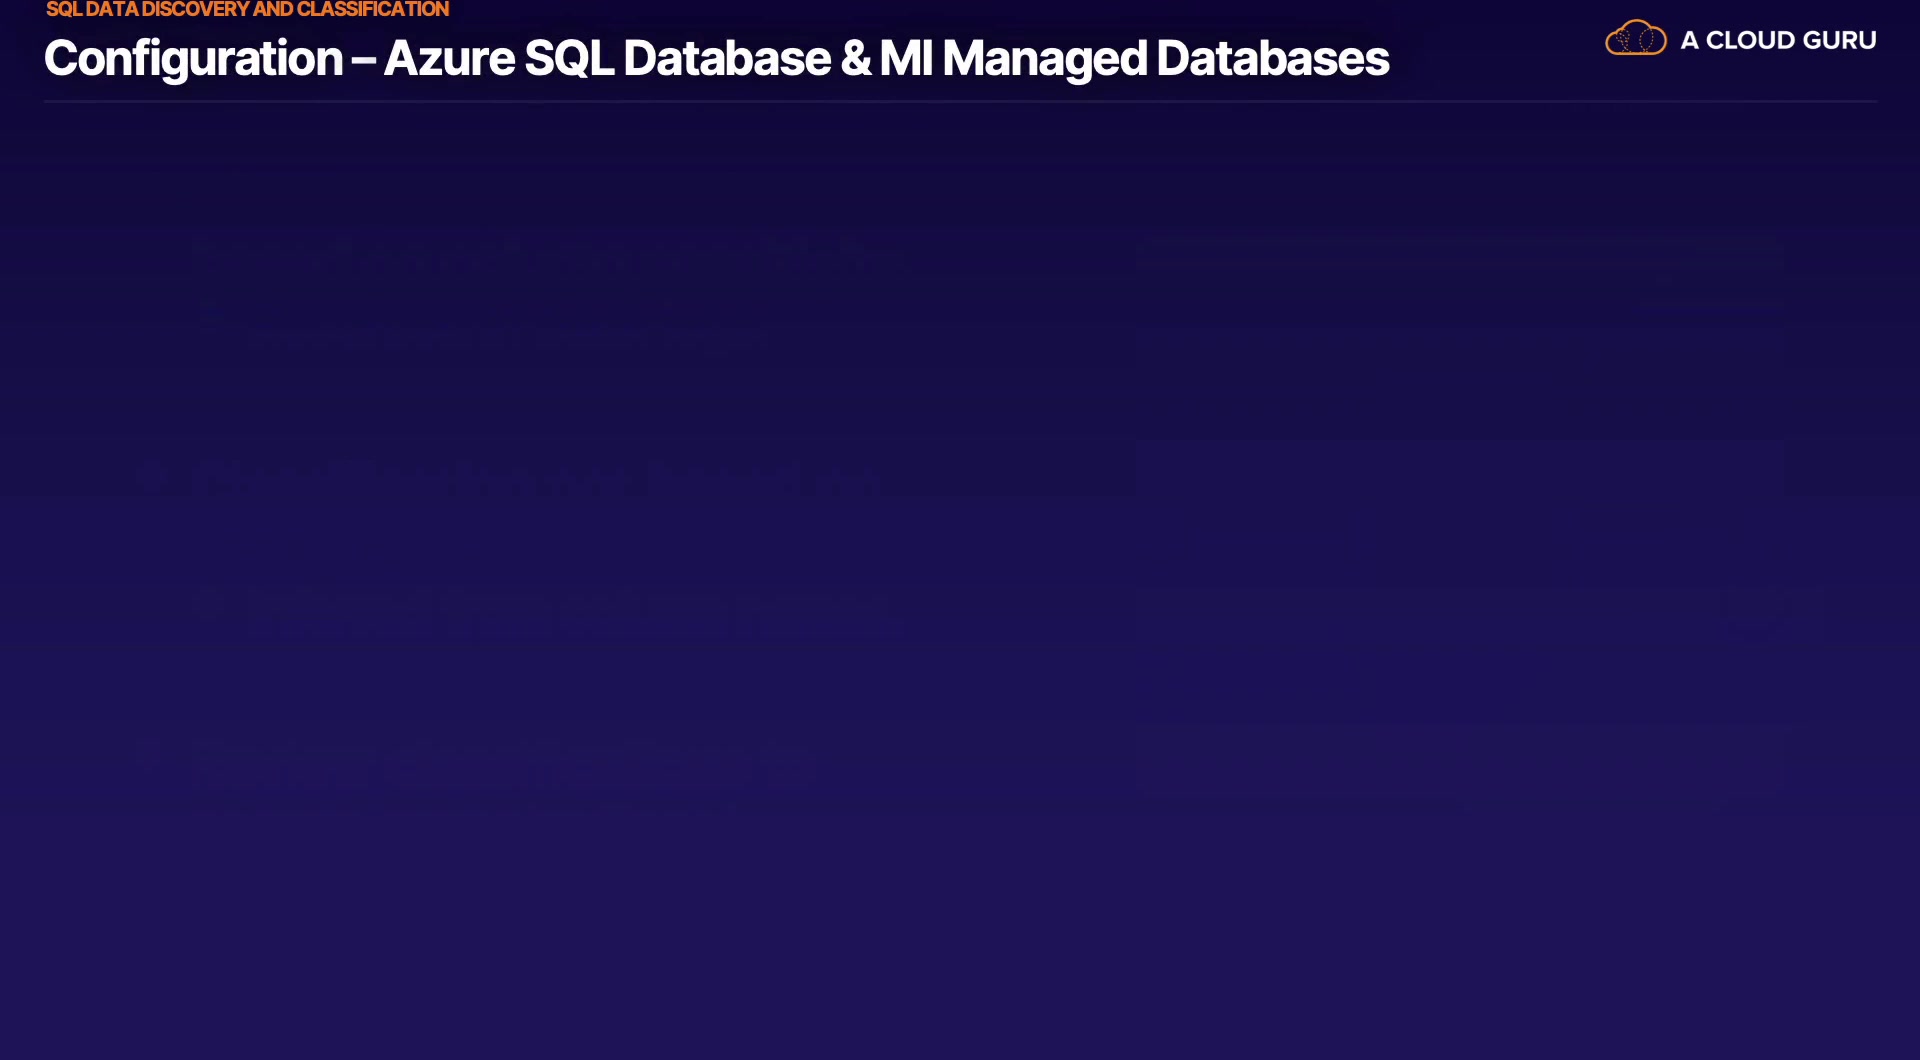 SQL DATA DISCOVERY AND CLASSIFICATION
Configuration – Azure SQL Database & MI Managed Databases
A CLOUD GURU